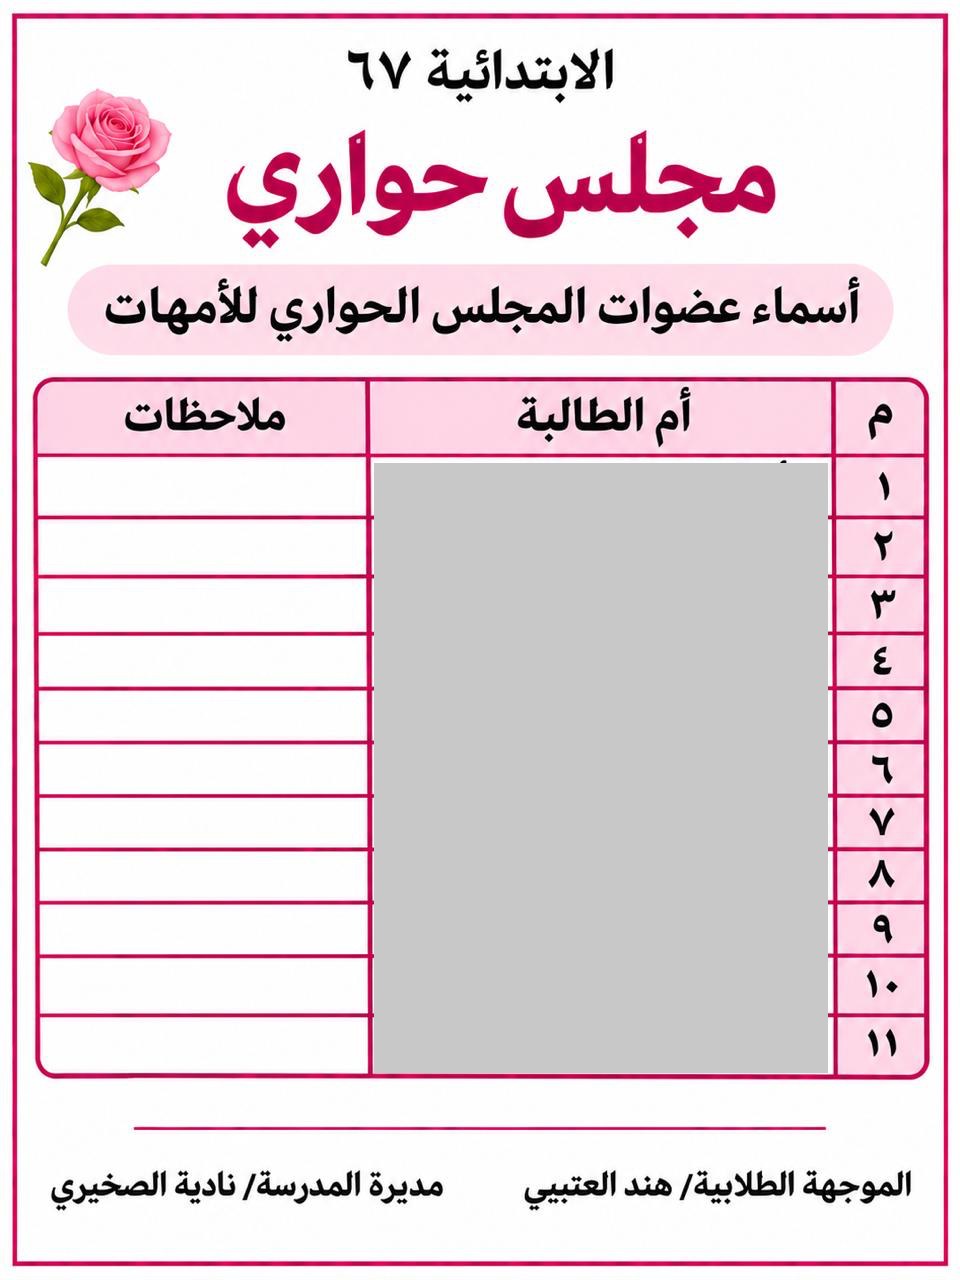 الابتدائية ٦٧
مجلس حواري
أسماء عضوات المجلس الحواري للأمهات
م أم الطالبة ملاحظات
١
٢
٣
٤
٥
٦
٧
٨
٩
١٠
١١
الموجهة الطلابية/ هند العتيبي مديرة المدرسة/ نادية الصخيري